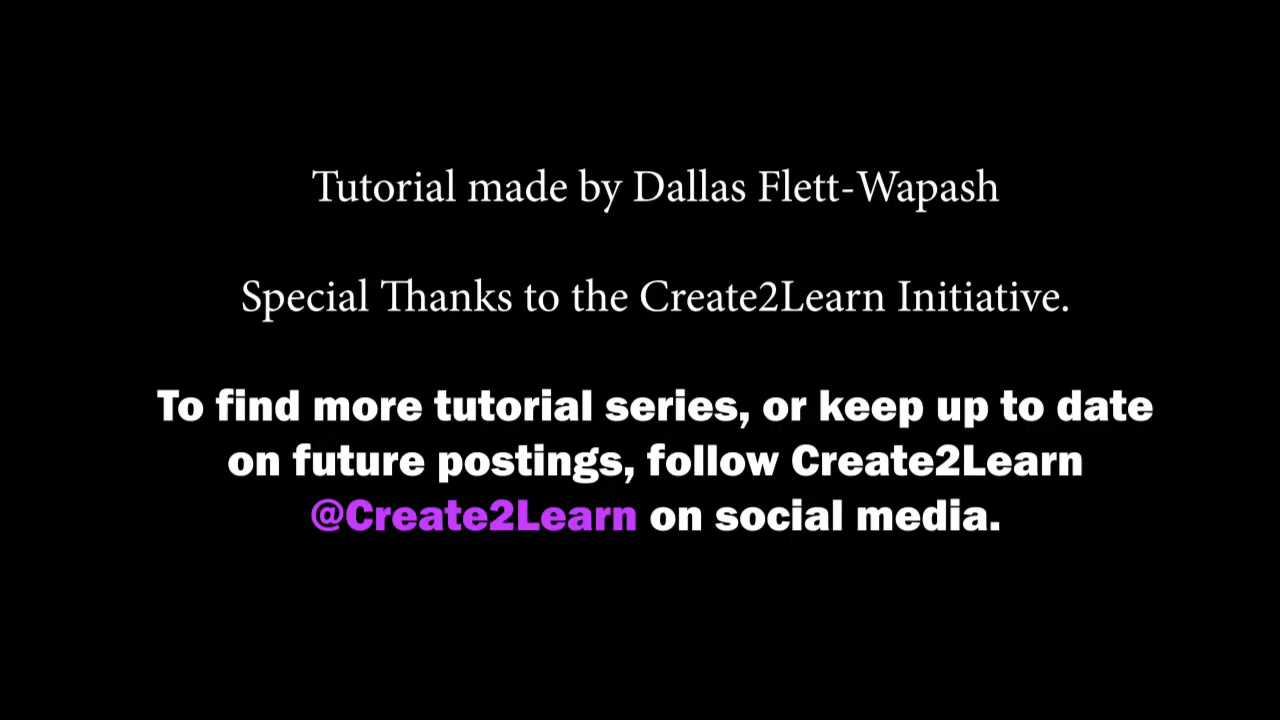 Tutorial made by Dallas Flett-Wapash
Special Thanks to the Create2Learn Initiative.
To find more tutorial series, or keep up to date
on future postings, follow Create2Learn
@Create2Learn on social media.